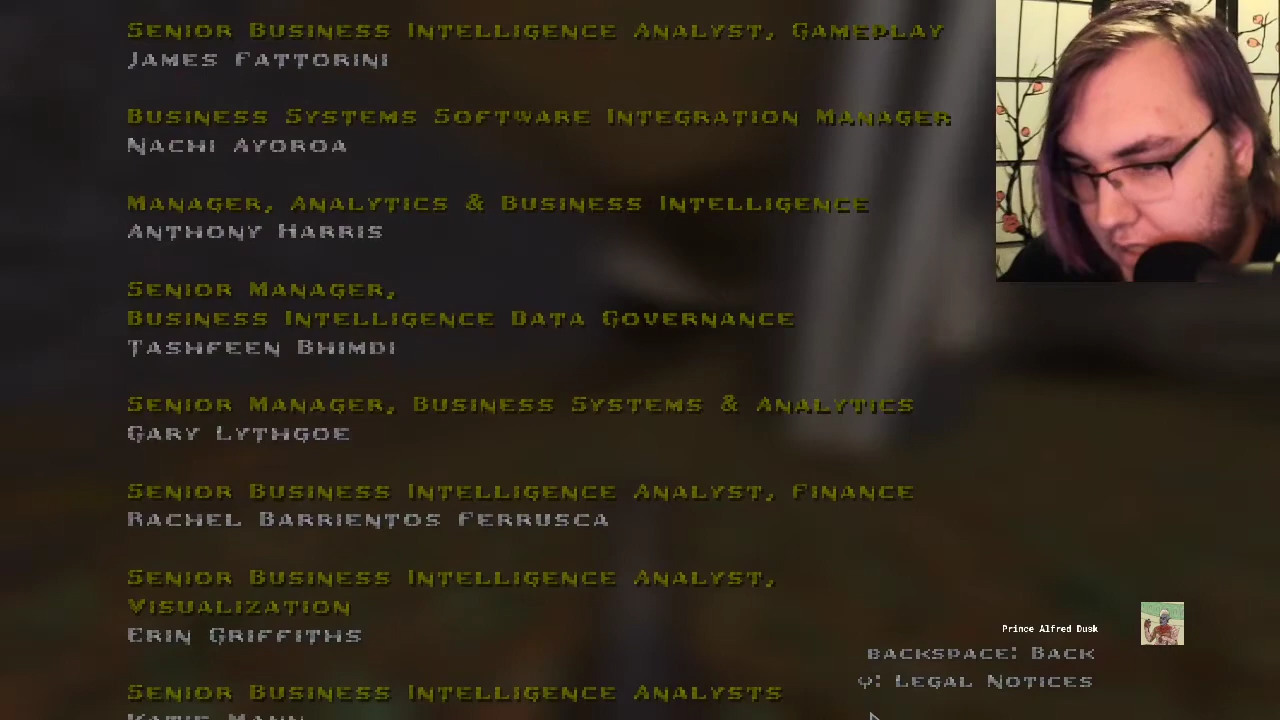 Senior Business Intelligence Analyst, Gameplay
James Fattorini
Business Systems Software Integration Manager
Nachi Ayoroa
Manager, Analytics & Business Intelligence
Anthony Harris
Senior Manager,
Business Intelligence Data Governance
Tashfeen Bhimdi
Senior Manager, Business Systems & Analytics
Gary Lythgoe
Senior Business Intelligence Analyst, Finance
Rachel Barrientos Ferrusca
Senior Business Intelligence Analyst,
Visualization
Erin Griffiths
Prince Alfred Dusk
backspace: Back
: Legal Notices
Senior Business Intelligence Analysts
Katie Mann